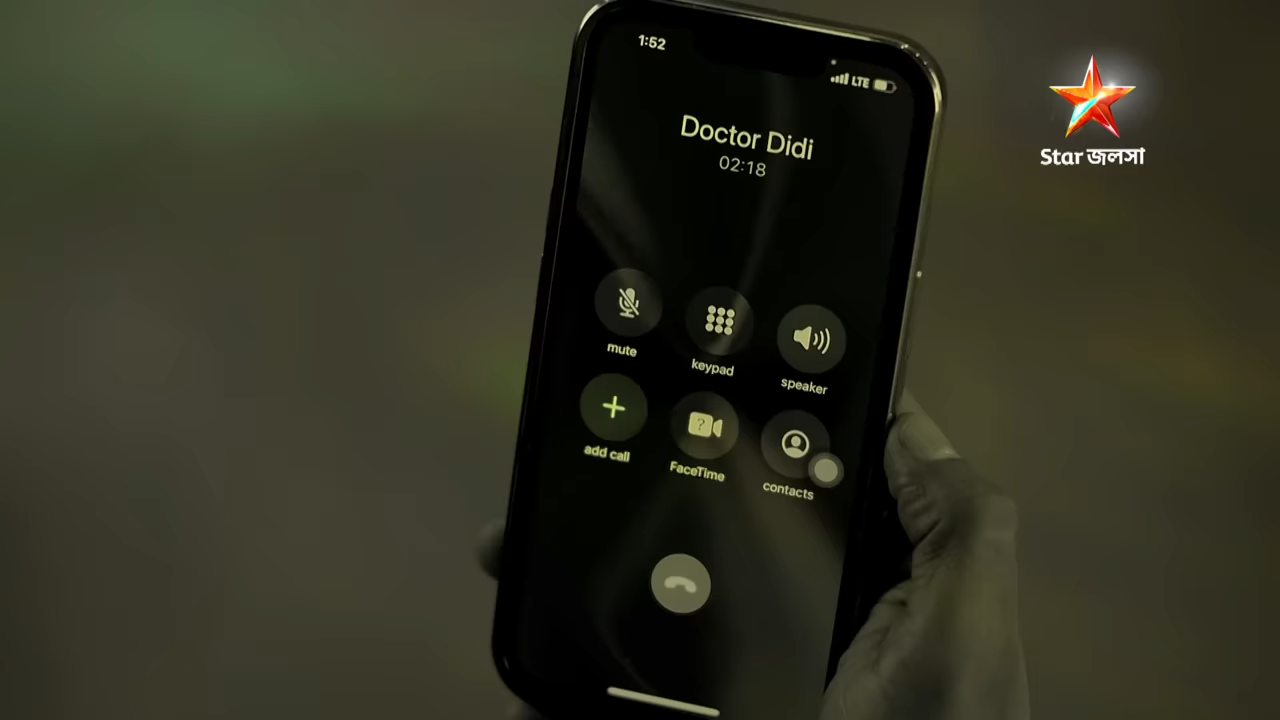 1:52
LTE
Doctor Didi
02:18
mute
keypad
speaker
add call
?
FaceTime
contacts
Star জলসা